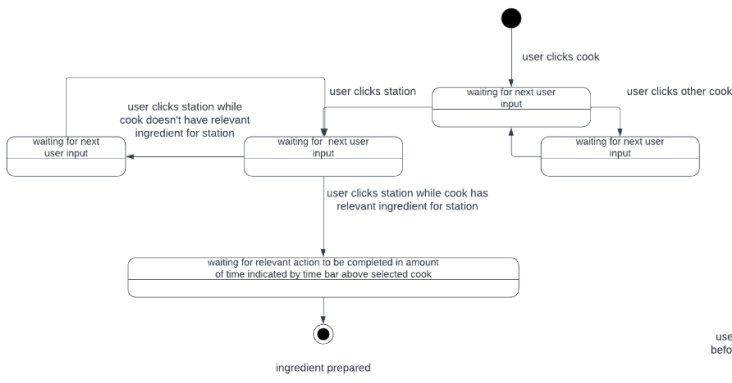 user clicks cook
user clicks station
waiting for next user
input
user clicks other cook
user clicks station while
cook doesn't have relevant
ingredient for station
waiting for next
user input
waiting for next user
input
waiting for next user
input
user clicks station while cook has
relevant ingredient for station
waiting for relevant action to be completed in amount
of time indicated by time bar above selected cook
ingredient prepared